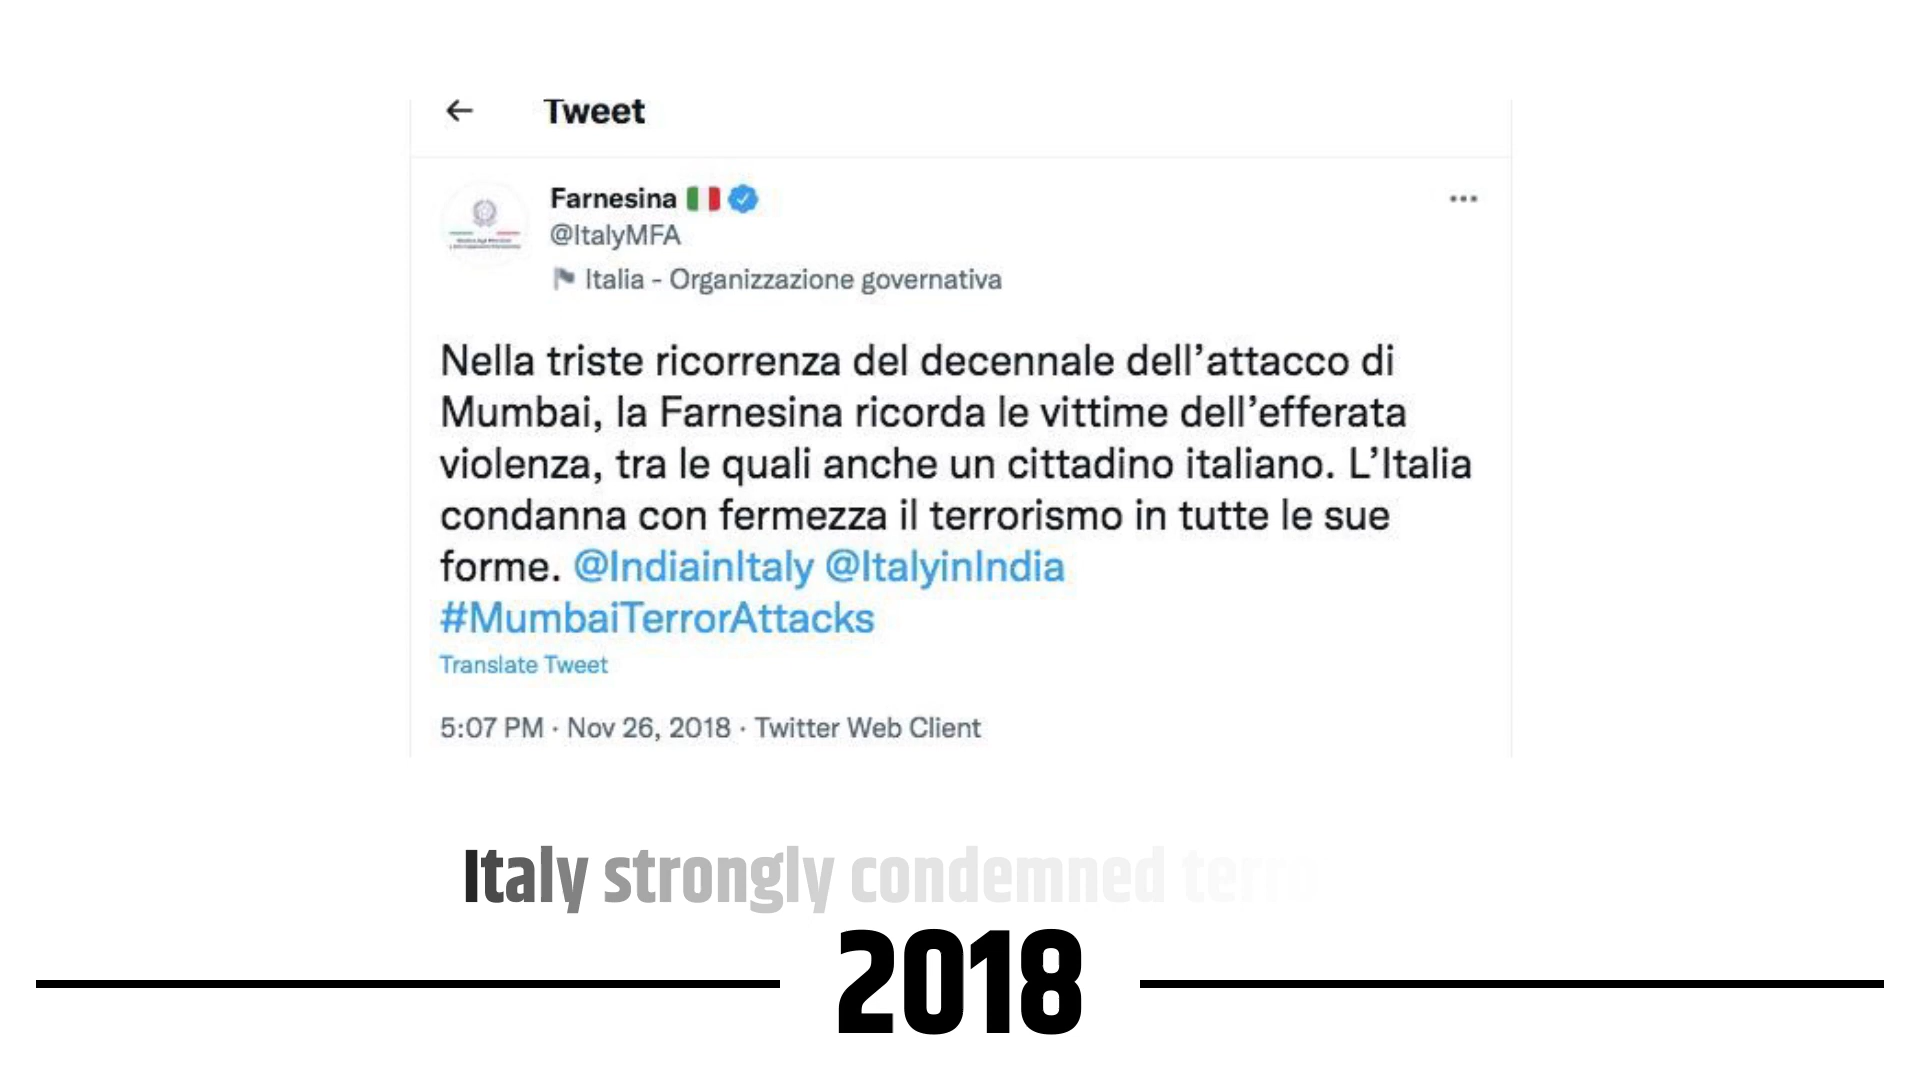 Tweet
Farnesina
@ItalyMFA
Italia - Organizzazione governativa
Nella triste ricorrenza del decennale dell’attacco di
Mumbai, la Farnesina ricorda le vittime dell’efferata
violenza, tra le quali anche un cittadino italiano. L’Italia
condanna con fermezza il terrorismo in tutte le sue
forme. @IndiainItaly @ItalyinIndia
#MumbaiTerrorAttacks
Translate Tweet
5:07 PM · Nov 26, 2018 · Twitter Web Client
Italy strongly condemned terro
2018